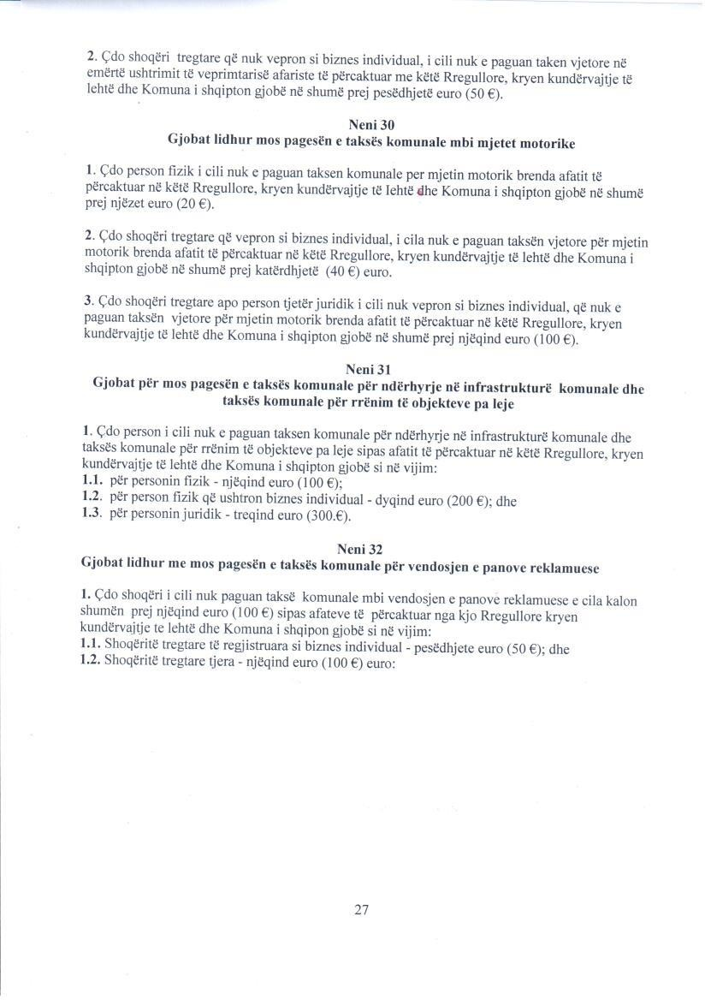 2. Çdo shoqëri tregtare që nuk vepron si biznes individual, i cili nuk e paguan taken vjetore në
emërtë ushtrimit të veprimtarisë afariste të përcaktuar me këtë Rregullore, kryen kundërvajtje të
lehtë dhe Komuna i shqipton gjobë në shumë prej pesëdhjetë euro (50 €).
Neni 30
Gjobat lidhur mos pagesën e taksës komunale mbi mjetet motorike
1. Çdo person fizik i cili nuk e paguan taksen komunale per mjetin motorik brenda afatit të
përcaktuar në këtë Rregullore, kryen kundërvajtje të lehtë dhe Komuna i shqipton gjobë në shumë
prej njëzet euro (20 €).
2. Çdo shoqëri tregtare që vepron si biznes individual, i cila nuk e paguan taksën vjetore për mjetin
motorik brenda afatit të përcaktuar në këtë Rregullore, kryen kundërvajtje të lehtë dhe Komuna i
shqipton gjobë në shumë prej katërdhjetë (40 €) euro.
3. Çdo shoqëri tregtare apo person tjetër juridik i cili nuk vepron si biznes individual, që nuk e
paguan taksën vjetore për mjetin motorik brenda afatit të përcaktuar në këtë Rregullore, kryen
kundërvajtje të lehtë dhe Komuna i shqipton gjobë në shumë prej njëqind euro (100 €).
Neni 31
Gjobat për mos pagesën e taksës komunale për ndërhyrje në infrastrukturë komunale dhe
taksës komunale për rrënim të objekteve pa leje
1. Çdo person i cili nuk e paguan taksen komunale për ndërhyrje në infrastrukturë komunale dhe
taksës komunale për rrënim të objekteve pa leje sipas afatit të përcaktuar në këtë Rregullore, kryen
kundërvajtje të lehtë dhe Komuna i shqipton gjobë si në vijim:
1.1. për personin fizik - njëqind euro (100 €);
1.2. për person fizik që ushtron biznes individual - dyqind euro (200 €); dhe
1.3. për personin juridik - treqind euro (300.€).
Neni 32
Gjobat lidhur me mos pagesën e taksës komunale për vendosjen e panove reklamuese
1. Çdo shoqëri i cili nuk paguan taksë komunale mbi vendosjen e panove reklamuese e cila kalon
shumën prej njëqind euro (100 €) sipas afateve të përcaktuar nga kjo Rregullore kryen
kundërvajtje te lehtë dhe Komuna i shqipon gjobë si në vijim:
1.1. Shoqëritë tregtare të regjistruara si biznes individual - pesëdhjete euro (50 €); dhe
1.2. Shoqëritë tregtare tjera - njëqind euro (100 €) euro:
27